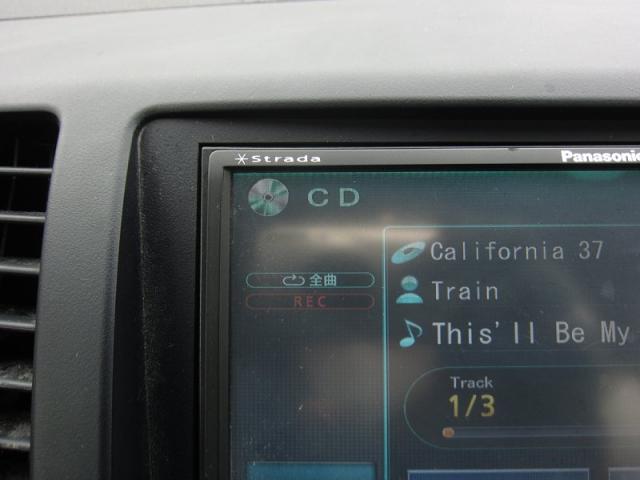 Strada
Panasonic
CD
California 37
全曲
Train
REC
This'll Be My
Track
1/3